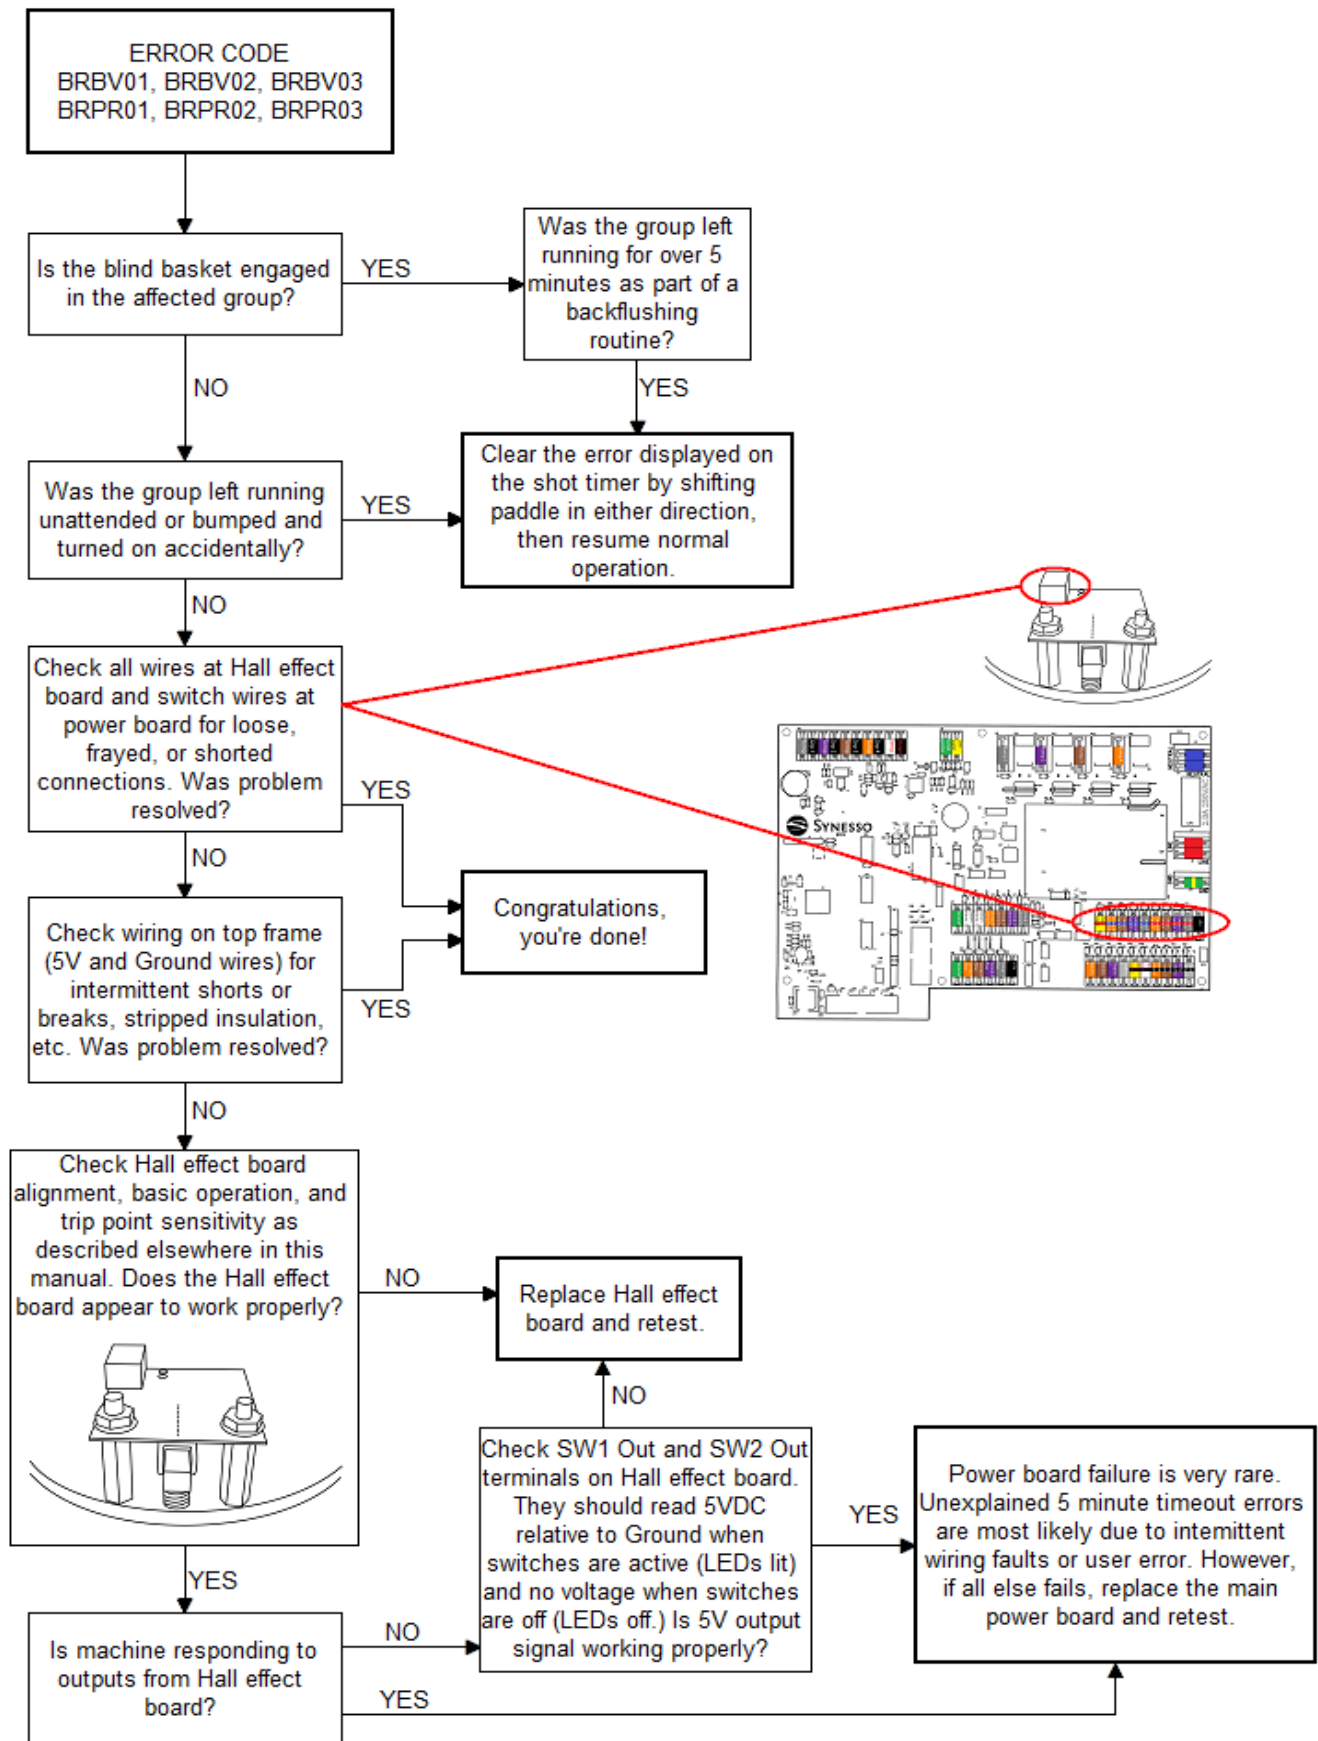 ERROR CODE
BRBV01, BRBV02, BRBV03
BRPR01, BRPR02, BRPR03
Is the blind basket engaged
in the affected group?
YES
Was the group left
running for over 5
minutes as part of a
backflushing
routine?
NO
YES
Was the group left running
unattended or bumped and
turned on accidentally?
YES
Clear the error displayed on
the shot timer by shifting
paddle in either direction,
then resume normal
operation.
NO
Check all wires at Hall effect
board and switch wires at
power board for loose,
frayed, or shorted
connections. Was problem
resolved?
YES
SYNESSO
NO
Check wiring on top frame
(5V and Ground wires) for
intermittent shorts or
breaks, stripped insulation,
etc. Was problem resolved?
YES
Congratulations,
you're done!
NO
Check Hall effect board
alignment, basic operation, and
trip point sensitivity as
described elsewhere in this
manual. Does the Hall effect
board appear to work properly?
NO
Replace Hall effect
board and retest.
YES
Is machine responding to
outputs from Hall effect
board?
NO
Check SW1 Out and SW2 Out
terminals on Hall effect board.
They should read 5VDC
relative to Ground when
switches are active (LEDs lit)
and no voltage when switches
are off (LEDs off.) Is 5V output
signal working properly?
NO
YES
YES
Power board failure is very rare.
Unexplained 5 minute timeout errors
are most likely due to intemittent
wiring faults or user error. However,
if all else fails, replace the main
power board and retest.